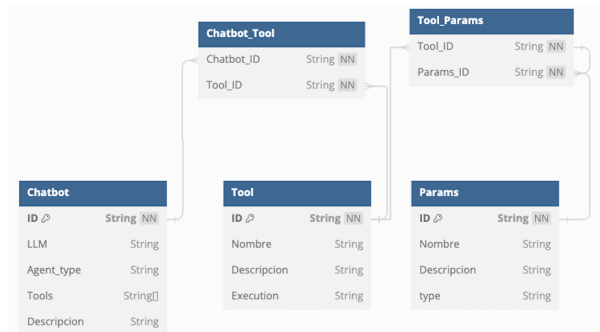 Chatbot_Tool
Chatbot_ID String NN
Tool_ID String NN
Tool_Params
Tool_ID String NN
Params_ID String NN
Chatbot
ID String NN
LLM String
Agent_type String
Tools String[]
Descripcion String
Tool
ID String NN
Nombre String
Descripcion String
Execution String
Params
ID String NN
Nombre String
Descripcion String
type String